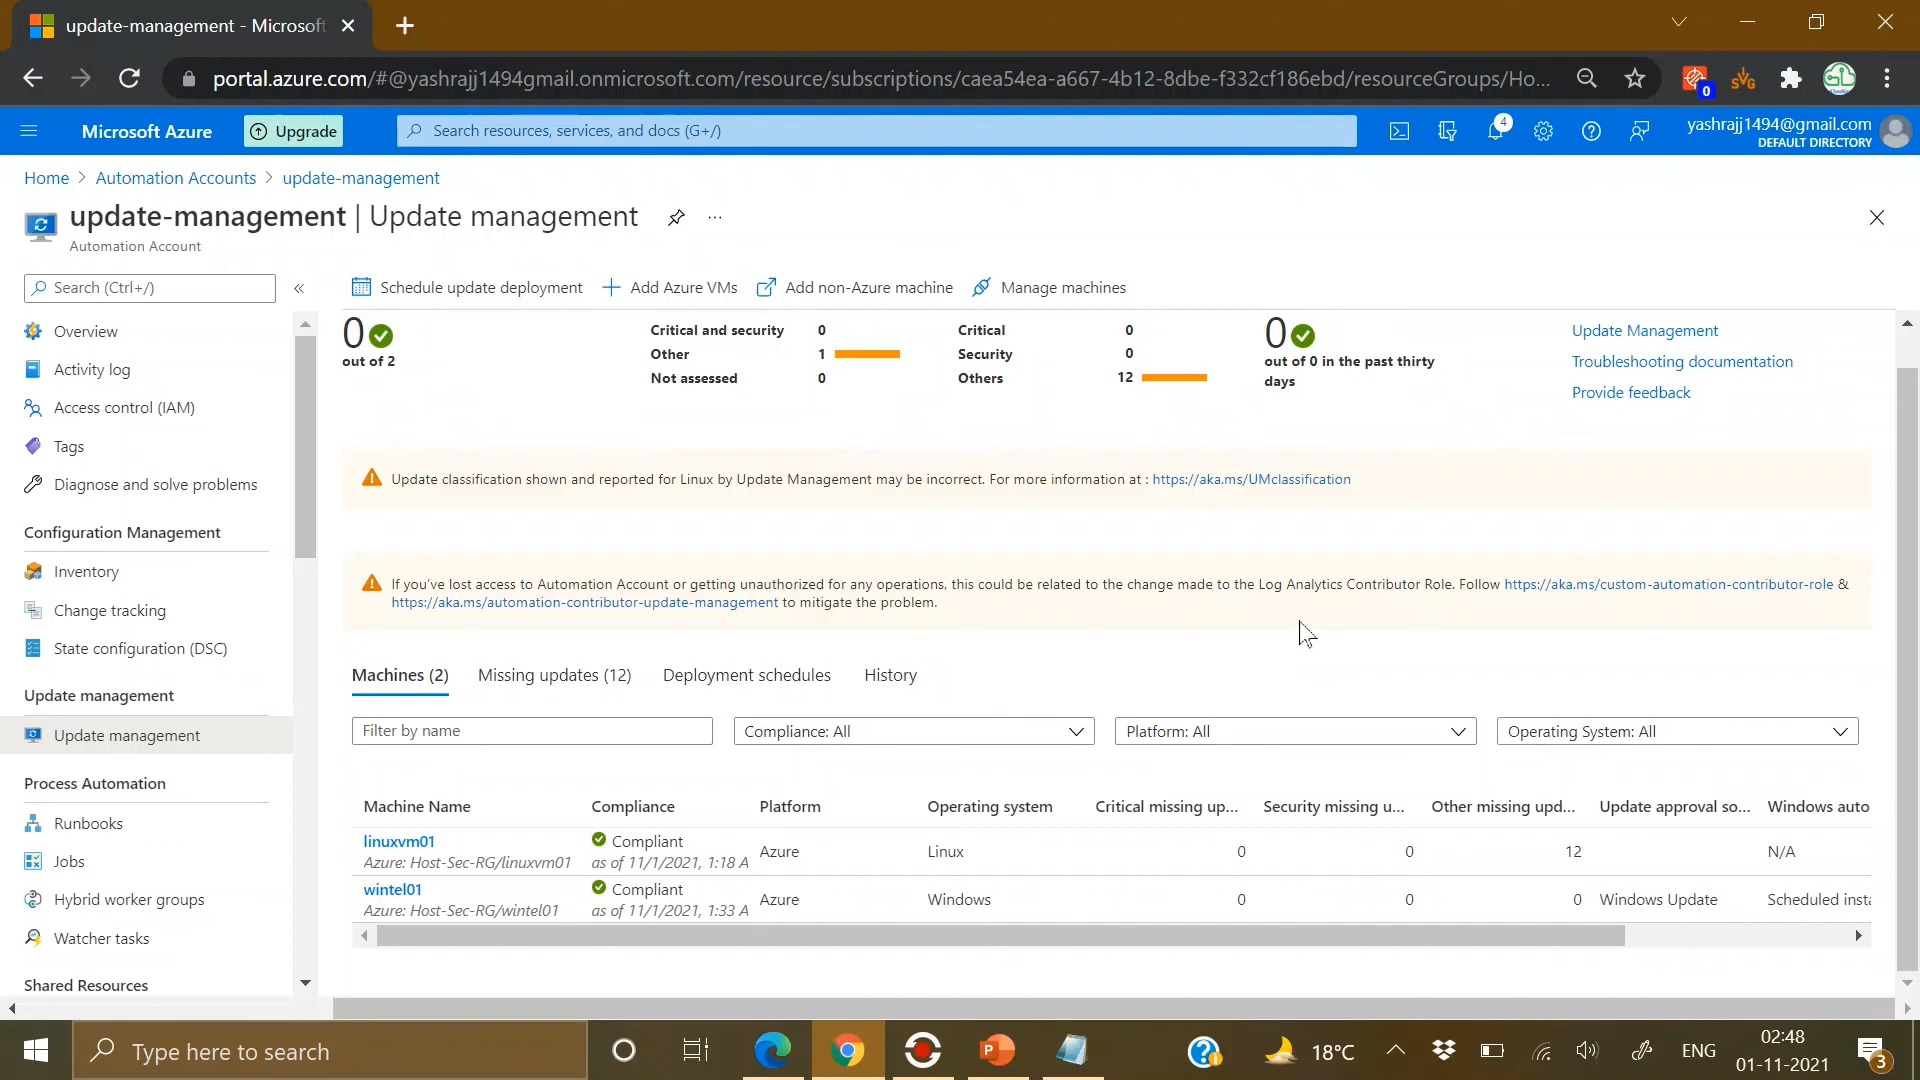 update-management - Microsoft
portal.azure.com/#@yashrajj1494gmail.onmicrosoft.com/resource/subscriptions/caea54ea-a667-4b12-8dbe-f332cf186ebd/resourceGroups/Ho...
0
Microsoft Azure
Upgrade
Search resources, services, and docs (G+/)
4
yashrajj1494@gmail.com
DEFAULT DIRECTORY
Home > Automation Accounts > update-management
update-management | Update management
Automation Account
Search (Ctrl+/)
«
Schedule update deployment
Add Azure VMs
Add non-Azure machine
Manage machines
Overview
Activity log
Access control (IAM)
Tags
Diagnose and solve problems
Configuration Management
Inventory
Change tracking
State configuration (DSC)
Update management
Update management
Process Automation
Runbooks
Jobs
Hybrid worker groups
Watcher tasks
Shared Resources
0
out of 2
Critical and security 0
Other 1
Not assessed 0
Critical 0
Security 0
Others 12
0
out of 0 in the past thirty
days
Update Management
Troubleshooting documentation
Provide feedback
Update classification shown and reported for Linux by Update Management may be incorrect. For more information at : https://aka.ms/UMclassification
If you've lost access to Automation Account or getting unauthorized for any operations, this could be related to the change made to the Log Analytics Contributor Role. Follow https://aka.ms/custom-automation-contributor-role &
https://aka.ms/automation-contributor-update-management to mitigate the problem.
Machines (2)
Missing updates (12)
Deployment schedules
History
Filter by name
Compliance: All
Platform: All
Operating System: All
Machine Name Compliance Platform Operating system Critical missing up... Security missing u... Other missing upd... Update approval so... Windows auto
linuxvm01 Compliant
Azure Linux 0 0 12 N/A
Azure: Host-Sec-RG/linuxvm01 as of 11/1/2021, 1:18 A
wintel01 Compliant
Azure Windows 0 0 0 Windows Update Scheduled insta
Azure: Host-Sec-RG/wintel01 as of 11/1/2021, 1:33 A
Type here to search
P
18°C
ENG
02:48
01-11-2021
3